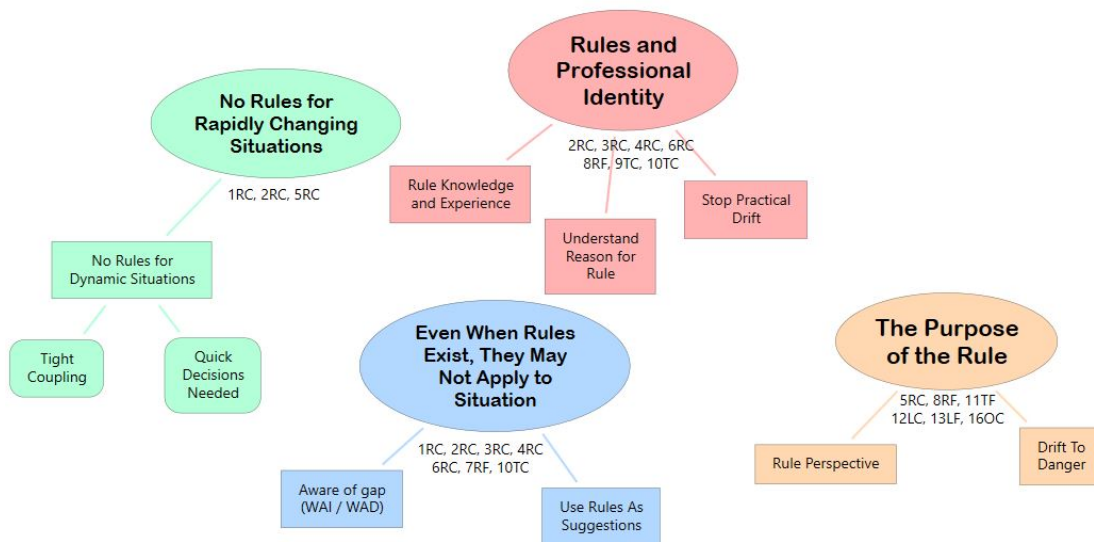 Rules and
Professional
Identity
2RC, 3RC, 4RC, 6RC
8RF, 9TC, 10TC
Rule Knowledge
and Experience
Understand
Reason for
Rule
Stop Practical
Drift
No Rules for
Rapidly Changing
Situations
1RC, 2RC, 5RC
No Rules for
Dynamic Situations
Tight
Coupling
Quick
Decisions
Needed
Even When Rules
Exist, They May
Not Apply to
Situation
1RC, 2RC, 3RC, 4RC
6RC, 7RF, 10TC
Aware of gap
(WAI / WAD)
Use Rules As
Suggestions
The Purpose
of the Rule
5RC, 8RF, 11TF
12LC, 13LF, 16OC
Rule Perspective
Drift To
Danger